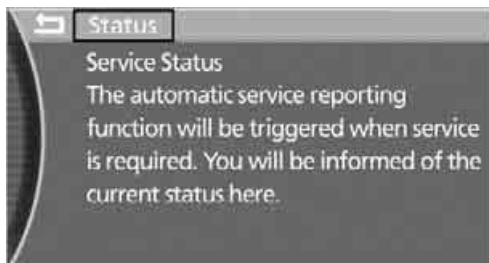 Status
Service Status
The automatic service reporting
function will be triggered when service
is required. You will be informed of the
current status here.